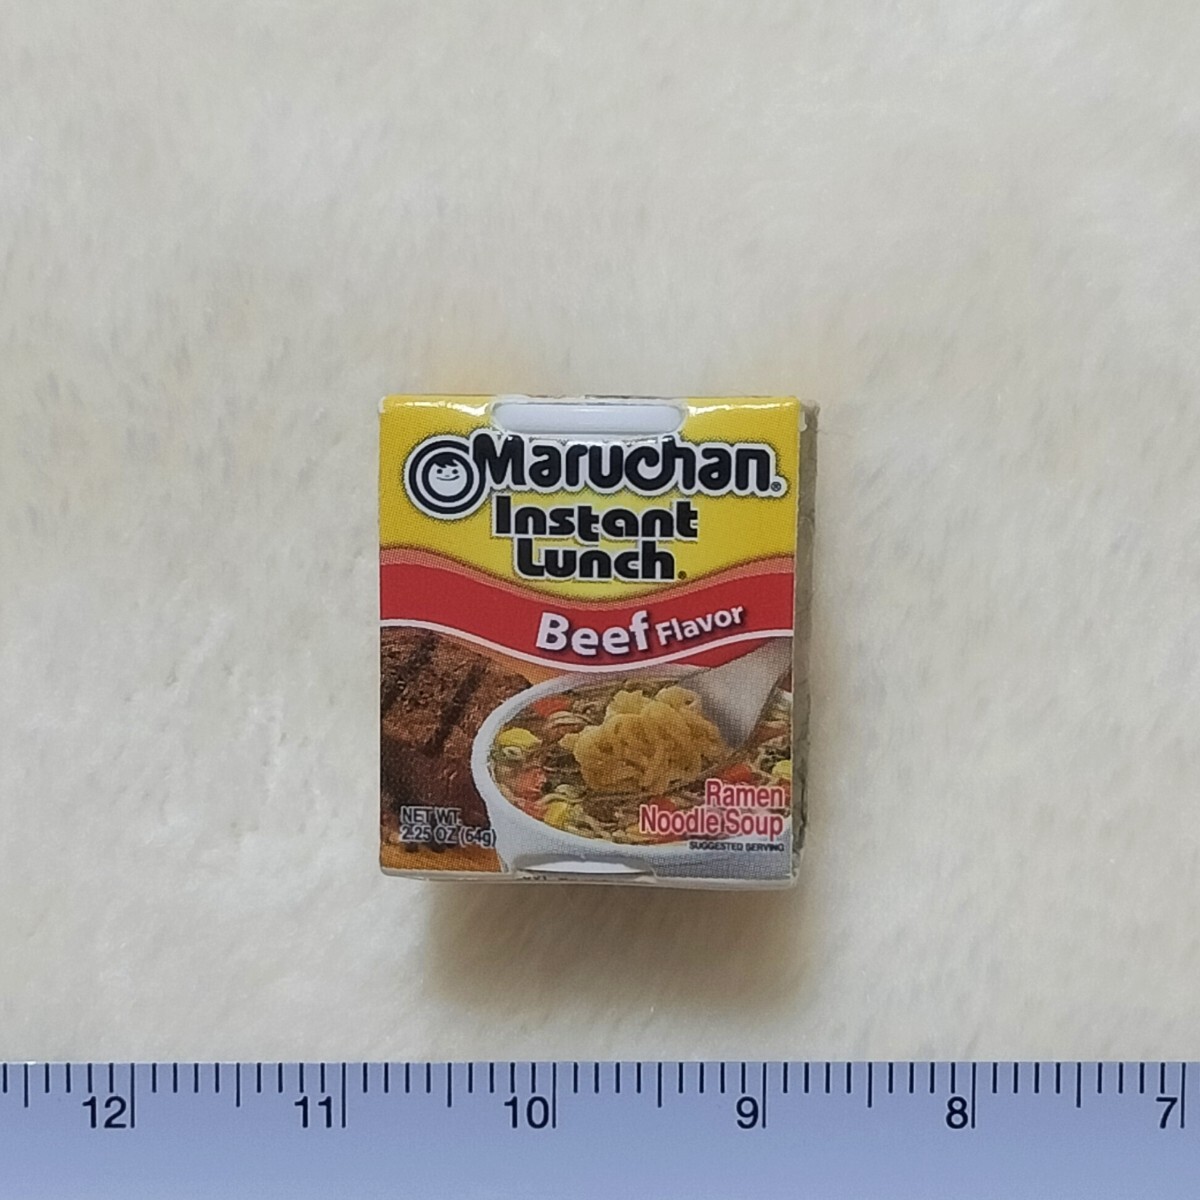 Maruchan®
Instant
Lunch®
Beef Flavor
Ramen
Noodle Soup
NET WT.
2.25 OZ (64g)
SUGGESTED SERVING
12 11 10 9 8 7